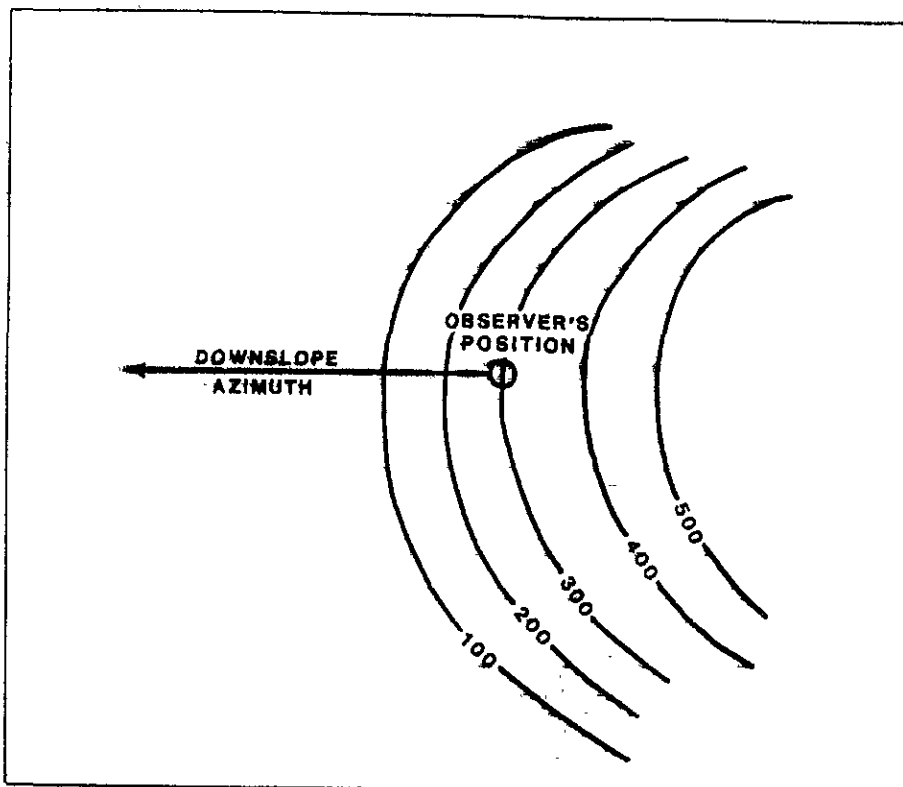 OBSERVER'S
POSITION
DOWNSLOPE
AZIMUTH
500
400
300
200
100